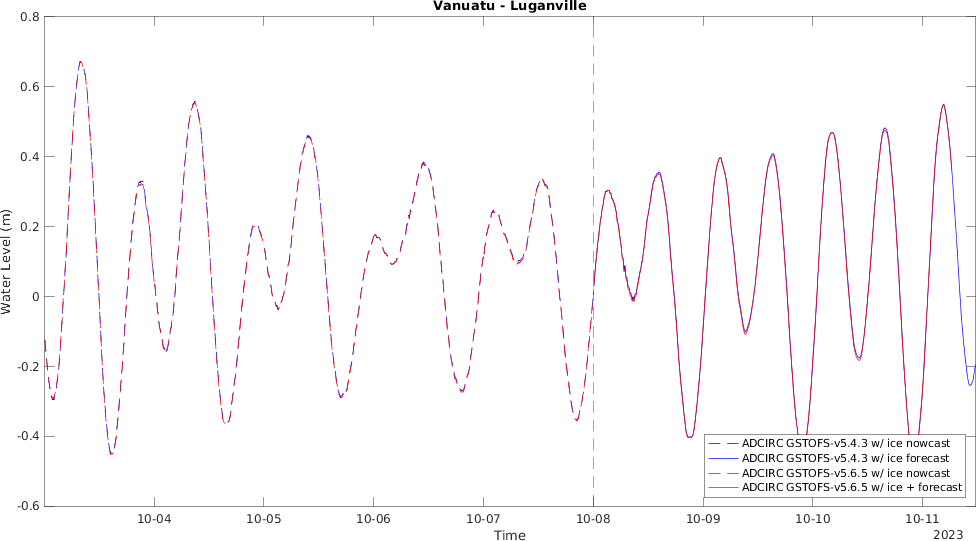 Vanuatu - Luganville
0.8
0.6
0.4
0.2
0
-0.2
-0.4
-0.6
Water Level (m)
ADCIRC GSTOFS-v5.4.3 w/ ice nowcast
ADCIRC GSTOFS-v5.4.3 w/ ice forecast
ADCIRC GSTOFS-v5.6.5 w/ ice nowcast
ADCIRC GSTOFS-v5.6.5 w/ ice + forecast
10-04 10-05 10-06 10-07 10-08 10-09 10-10 10-11
Time
2023